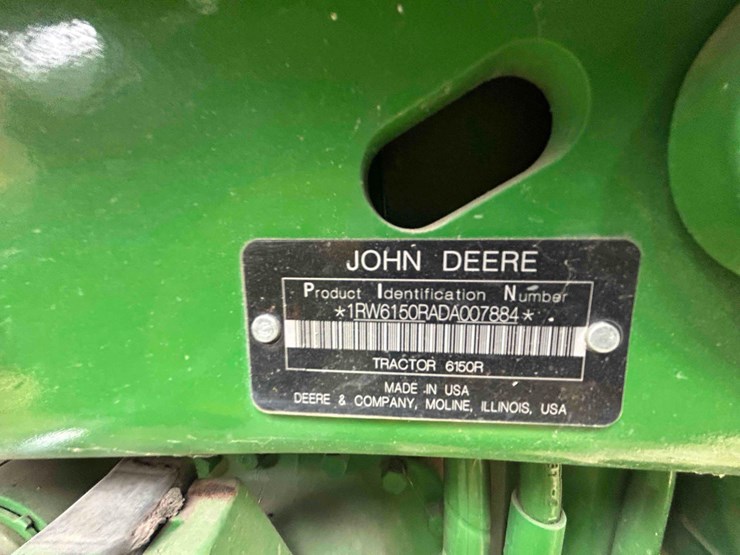 JOHN DEERE
Product Identification Number
*1RW6150RADA007884*
TRACTOR 6150R
MADE IN USA
DEERE & COMPANY, MOLINE, ILLINOIS, USA